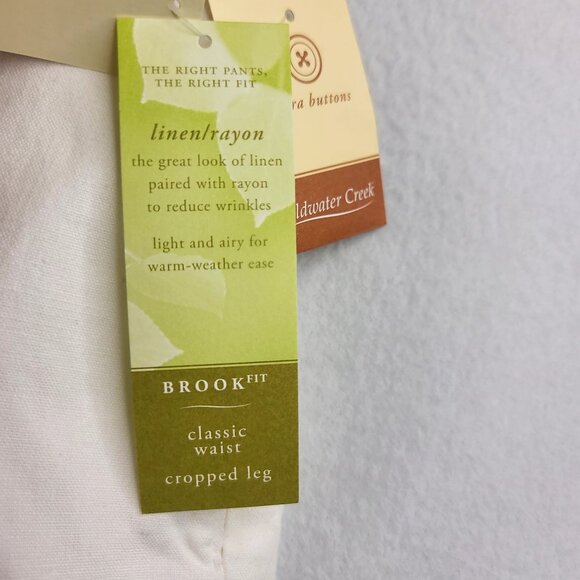 THE RIGHT PANTS,
THE RIGHT FIT
linen/rayon
the great look of linen
paired with rayon
to reduce wrinkles
light and airy for
warm-weather ease
BROOKFIT
classic
waist
cropped leg
ra buttons
ldwater Creek